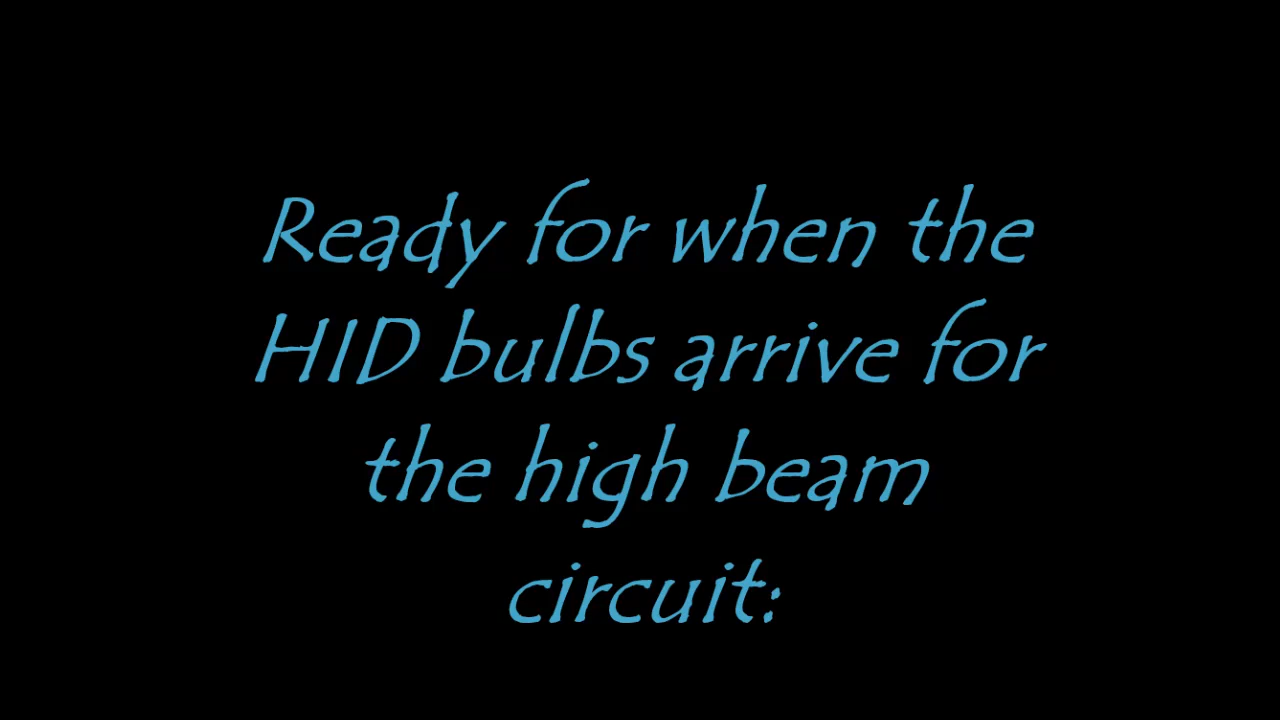 Ready for when the
HID bulbs arrive for
the high beam
circuit: